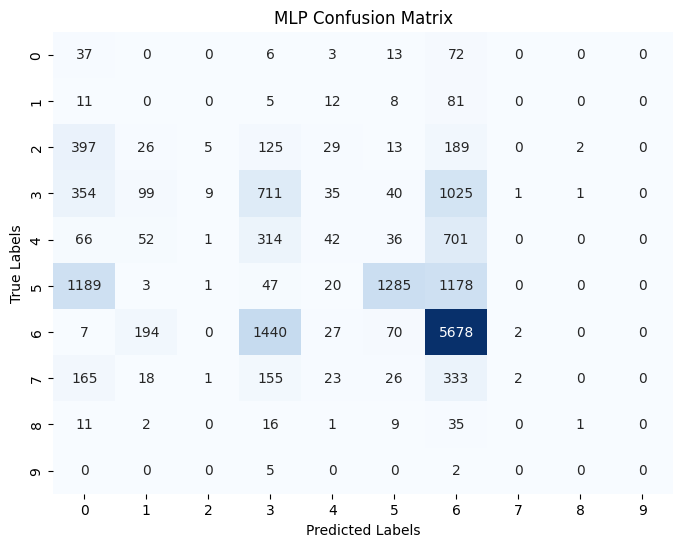 MLP Confusion Matrix
0 37 0 0 6 3 13 72 0 0 0
1 11 0 0 5 12 8 81 0 0 0
2 397 26 5 125 29 13 189 0 2 0
3 354 99 9 711 35 40 1025 1 1 0
4 66 52 1 314 42 36 701 0 0 0
True Labels
5 1189 3 1 47 20 1285 1178 0 0 0
6 7 194 0 1440 27 70 5678 2 0 0
7 165 18 1 155 23 26 333 2 0 0
8 11 2 0 16 1 9 35 0 1 0
9 0 0 0 5 0 0 2 0 0 0
0 1 2 3 4 5 6 7 8 9
Predicted Labels